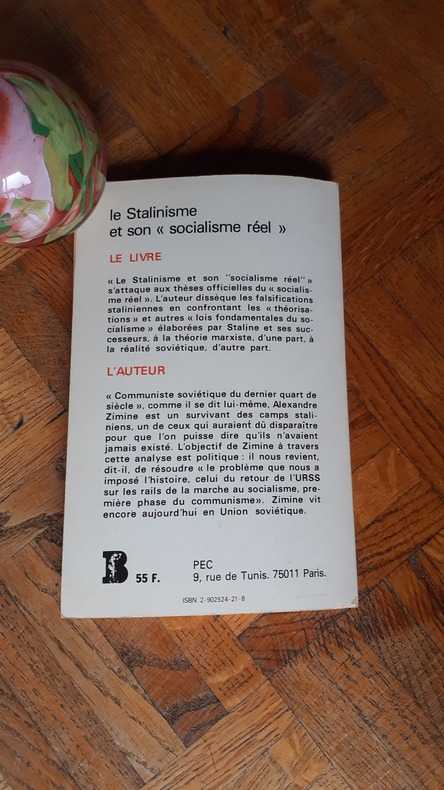 le Stalinisme
et son « socialisme réel »
LE LIVRE
« Le Stalinisme et son "socialisme réel" »
s'attaque aux thèses officielles du « socialis-
me réel ». L'auteur dissèque les falsifications
staliniennes en confrontant les « théorisa-
tions » et autres « lois fondamentales du so-
cialisme » élaborées par Staline et ses suc-
cesseurs, à la théorie marxiste, d'une part, à
la réalité soviétique, d'autre part.
L'AUTEUR
« Communiste soviétique du dernier quart de
siècle », comme il se dit lui-même, Alexandre
Zimine est un survivant des camps stali-
niens, un de ceux qui auraient dû disparaître
pour que l'on puisse dire qu'ils n'avaient
jamais existé. L'objectif de Zimine à travers
cette analyse est politique : il nous revient,
dit-il, de résoudre « le problème que nous a
imposé l'histoire, celui du retour de l'URSS
sur les rails de la marche au socialisme, pre-
mière phase du communisme». Zimine vit
encore aujourd'hui en Union soviétique.
B 55 F.
PEC
9, rue de Tunis. 75011 Paris.
ISBN 2-902524-21-8